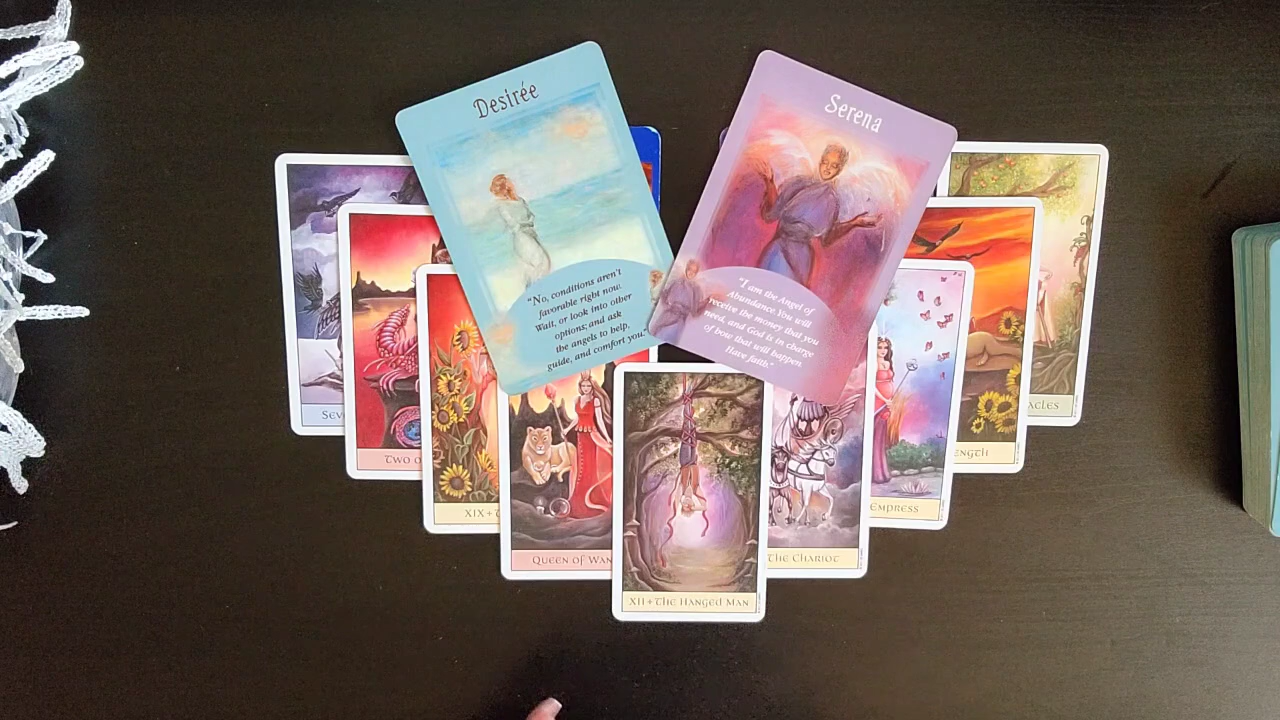 Desirée
"No, conditions aren't
favorable right now.
Wait, or look into other
options; and ask
the angels to help,
guide, and comfort you."
Serena
"I am the Angel of
Abundance. You will
receive the money that you
need, and God is in charge
of how that will happen.
Have faith."
SEV
TWO O
XIX+T
QUEEN OF WAN
XII+THE HANGED MAN
THE CHARIOT
EMPRESS
ENGTH
ACLES